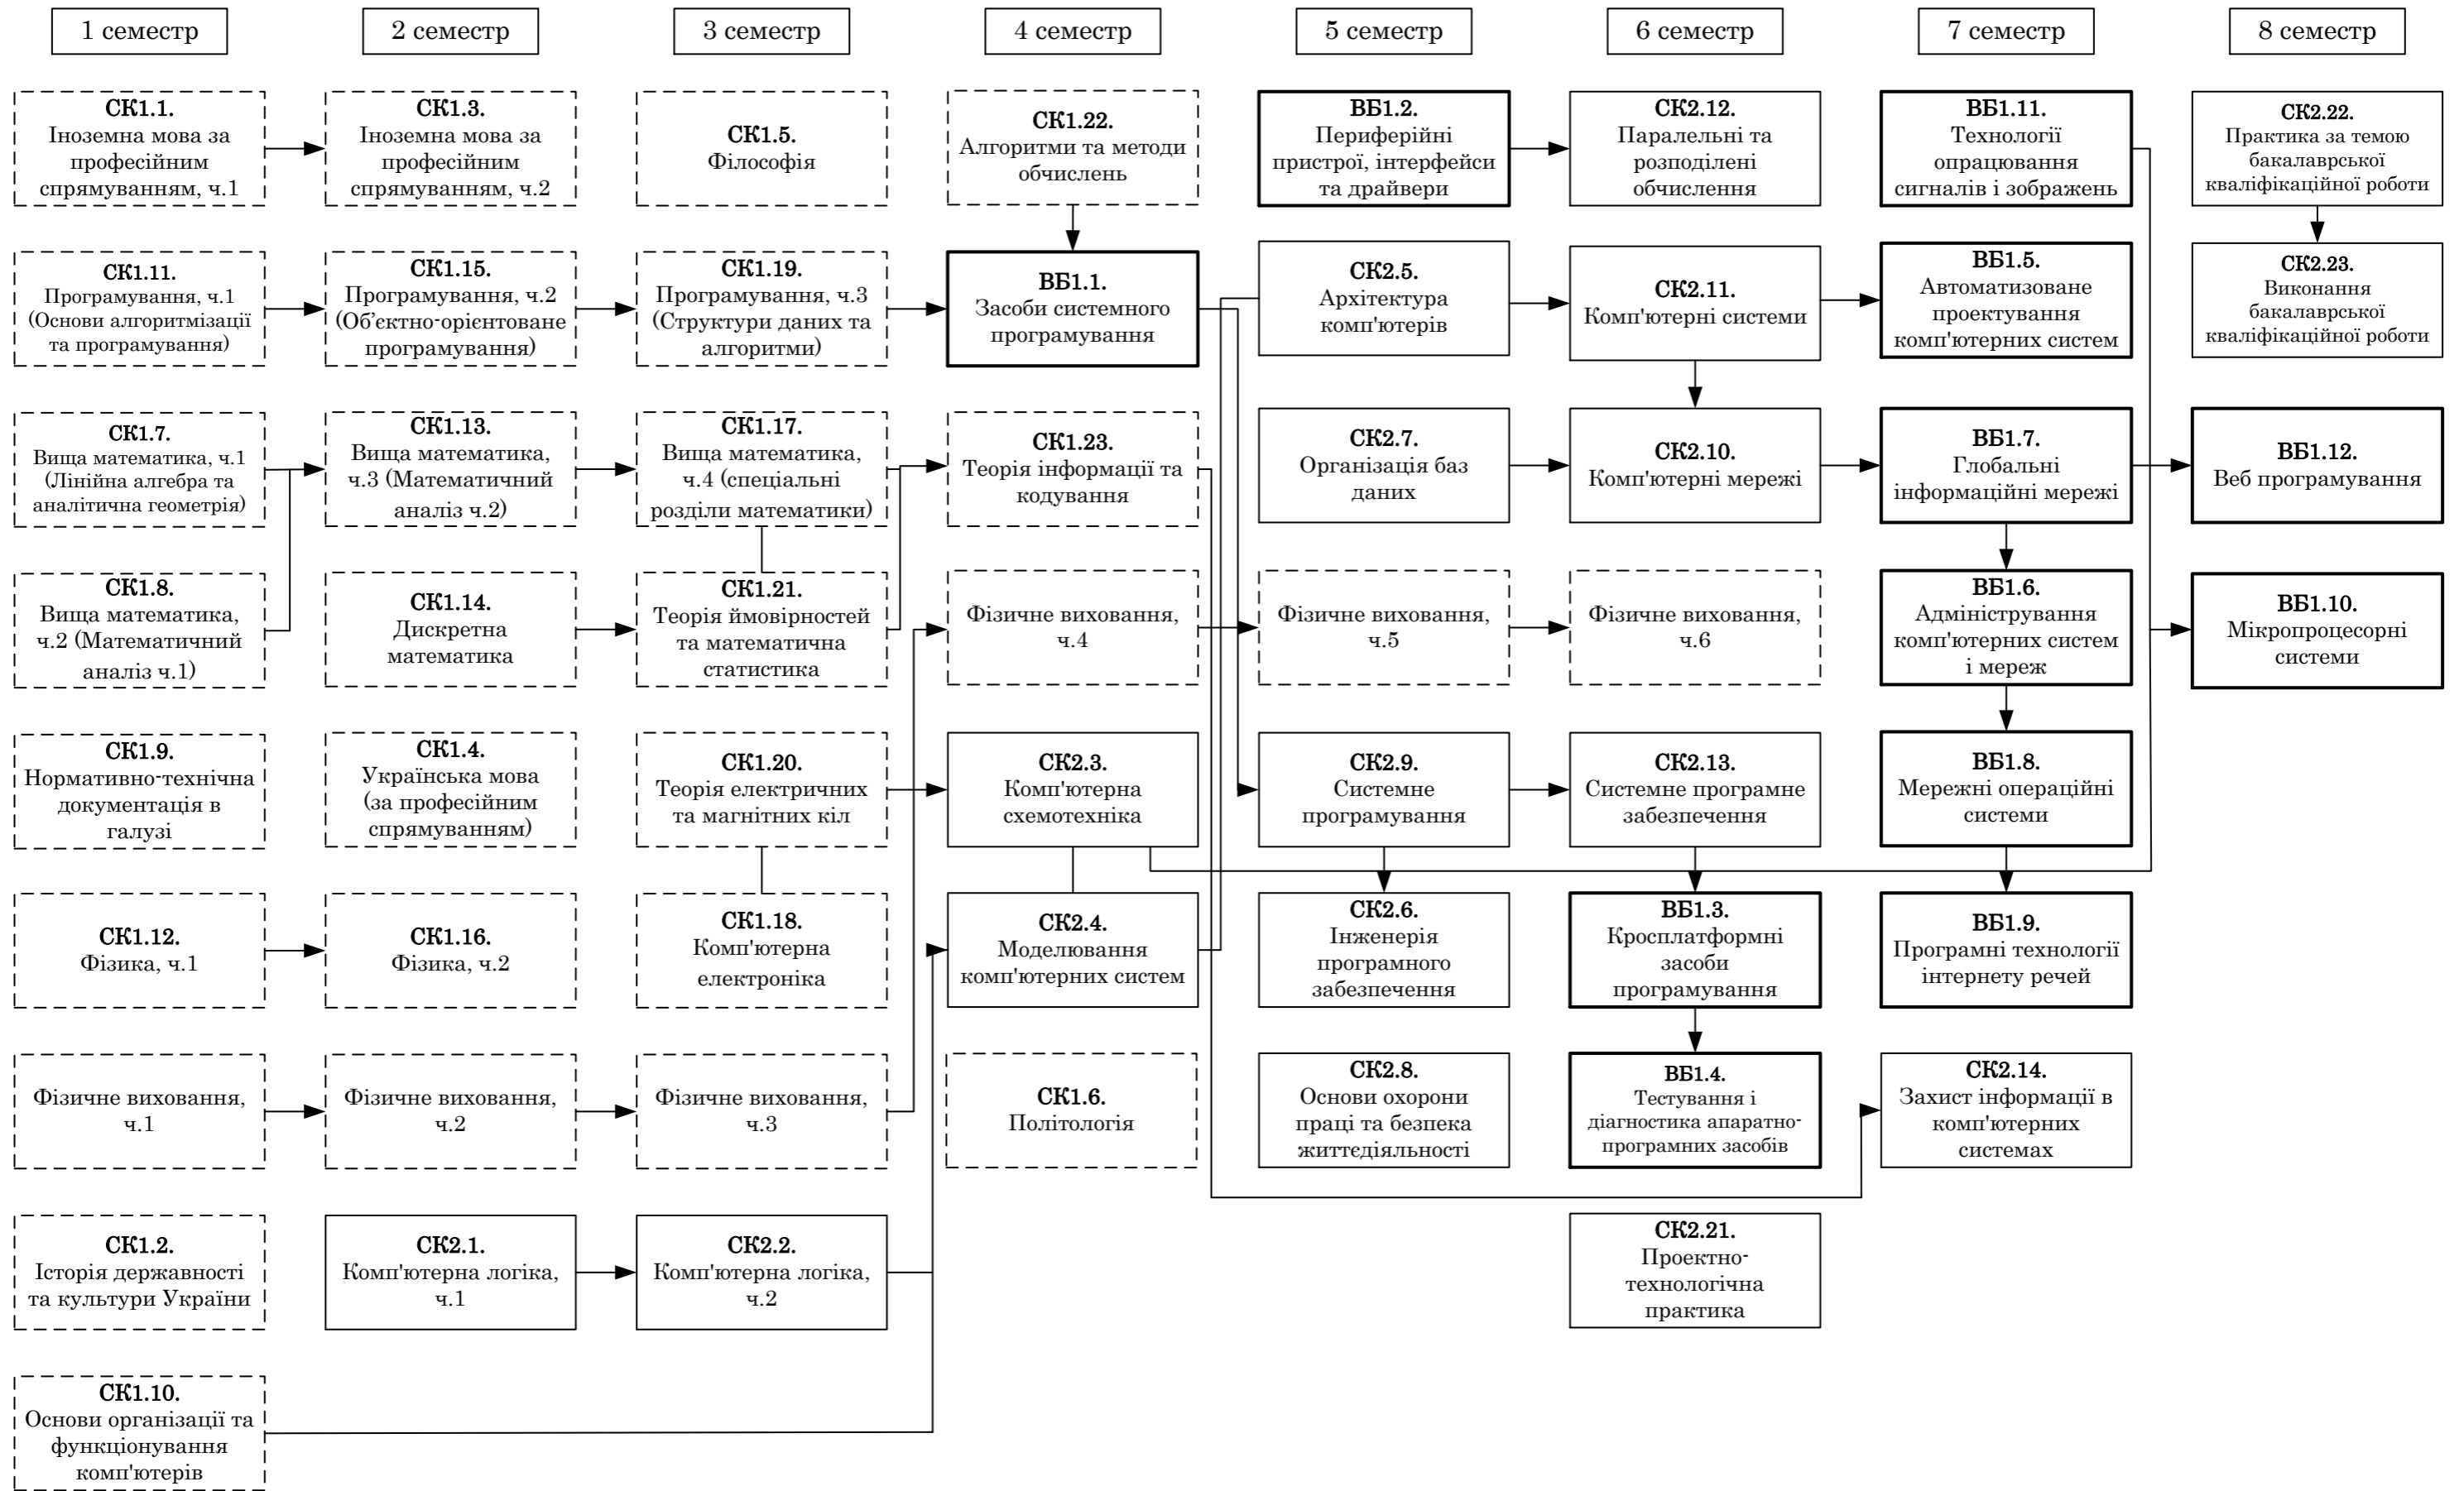 1 семестр
2 семестр
3 семестр
4 семестр
5 семестр
6 семестр
7 семестр
8 семестр
СК1.1.
Іноземна мова за
професійним
спрямуванням, ч.1
СК1.3.
Іноземна мова за
професійним
спрямуванням, ч.2
СК1.5.
Філософія
СК1.22.
Алгоритми та методи
обчислень
ВБ1.2.
Периферійні
пристрої, інтерфейси
та драйвери
СК2.12.
Паралельні та
розподілені
обчислення
ВБ1.11.
Технології
опрацювання
сигналів і зображень
СК2.22.
Практика за темою
бакалаврської
кваліфікаційної роботи
СК1.11.
Програмування, ч.1
(Основи алгоритмізації
та програмування)
СК1.15.
Програмування, ч.2
(Об’єктно-орієнтоване
програмування)
СК1.19.
Програмування, ч.3
(Структури даних та
алгоритми)
ВБ1.1.
Засоби системного
програмування
СК2.5.
Архітектура
комп'ютерів
СК2.11.
Комп'ютерні системи
ВБ1.5.
Автоматизоване
проектування
комп'ютерних систем
СК2.23.
Виконання
бакалаврської
кваліфікаційної роботи
СК1.7.
Вища математика, ч.1
(Лінійна алгебра та
аналітична геометрія)
СК1.13.
Вища математика,
ч.3 (Математичний
аналіз ч.2)
СК1.17.
Вища математика,
ч.4 (спеціальні
розділи математики)
СК1.23.
Теорія інформації та
кодування
СК2.7.
Організація баз
даних
СК2.10.
Комп'ютерні мережі
ВБ1.7.
Глобальні
інформаційні мережі
ВБ1.12.
Веб програмування
СК1.8.
Вища математика,
ч.2 (Математичний
аналіз ч.1)
СК1.14.
Дискретна
математика
СК1.21.
Теорія ймовірностей
та математична
статистика
Фізичне виховання,
ч.4
Фізичне виховання,
ч.5
Фізичне виховання,
ч.6
ВБ1.6.
Адміністрування
комп'ютерних систем
і мереж
ВБ1.10.
Мікропроцесорні
системи
СК1.9.
Нормативно-технічна
документація в
галузі
СК1.4.
Українська мова
(за професійним
спрямуванням)
СК1.20.
Теорія електричних
та магнітних кіл
СК2.3.
Комп'ютерна
схемотехніка
СК2.9.
Системне
програмування
СК2.13.
Системне програмне
забезпечення
ВБ1.8.
Мережні операційні
системи
СК1.12.
Фізика, ч.1
СК1.16.
Фізика, ч.2
СК1.18.
Комп'ютерна
електроніка
СК2.4.
Моделювання
комп'ютерних систем
СК2.6.
Інженерія
програмного
забезпечення
ВБ1.3.
Кросплатформні
засоби
програмування
ВБ1.9.
Програмні технології
інтернету речей
Фізичне виховання,
ч.1
Фізичне виховання,
ч.2
Фізичне виховання,
ч.3
СК1.6.
Політологія
СК2.8.
Основи охорони
праці та безпека
життєдіяльності
ВБ1.4.
Тестування і
діагностика апаратно-
програмних засобів
СК2.14.
Захист інформації в
комп'ютерних
системах
СК1.2.
Історія державності
та культури України
СК2.1.
Комп'ютерна логіка,
ч.1
СК2.2.
Комп'ютерна логіка,
ч.2
СК2.21.
Проектно-
технологічна
практика
СК1.10.
Основи організації та
функціонування
комп'ютерів